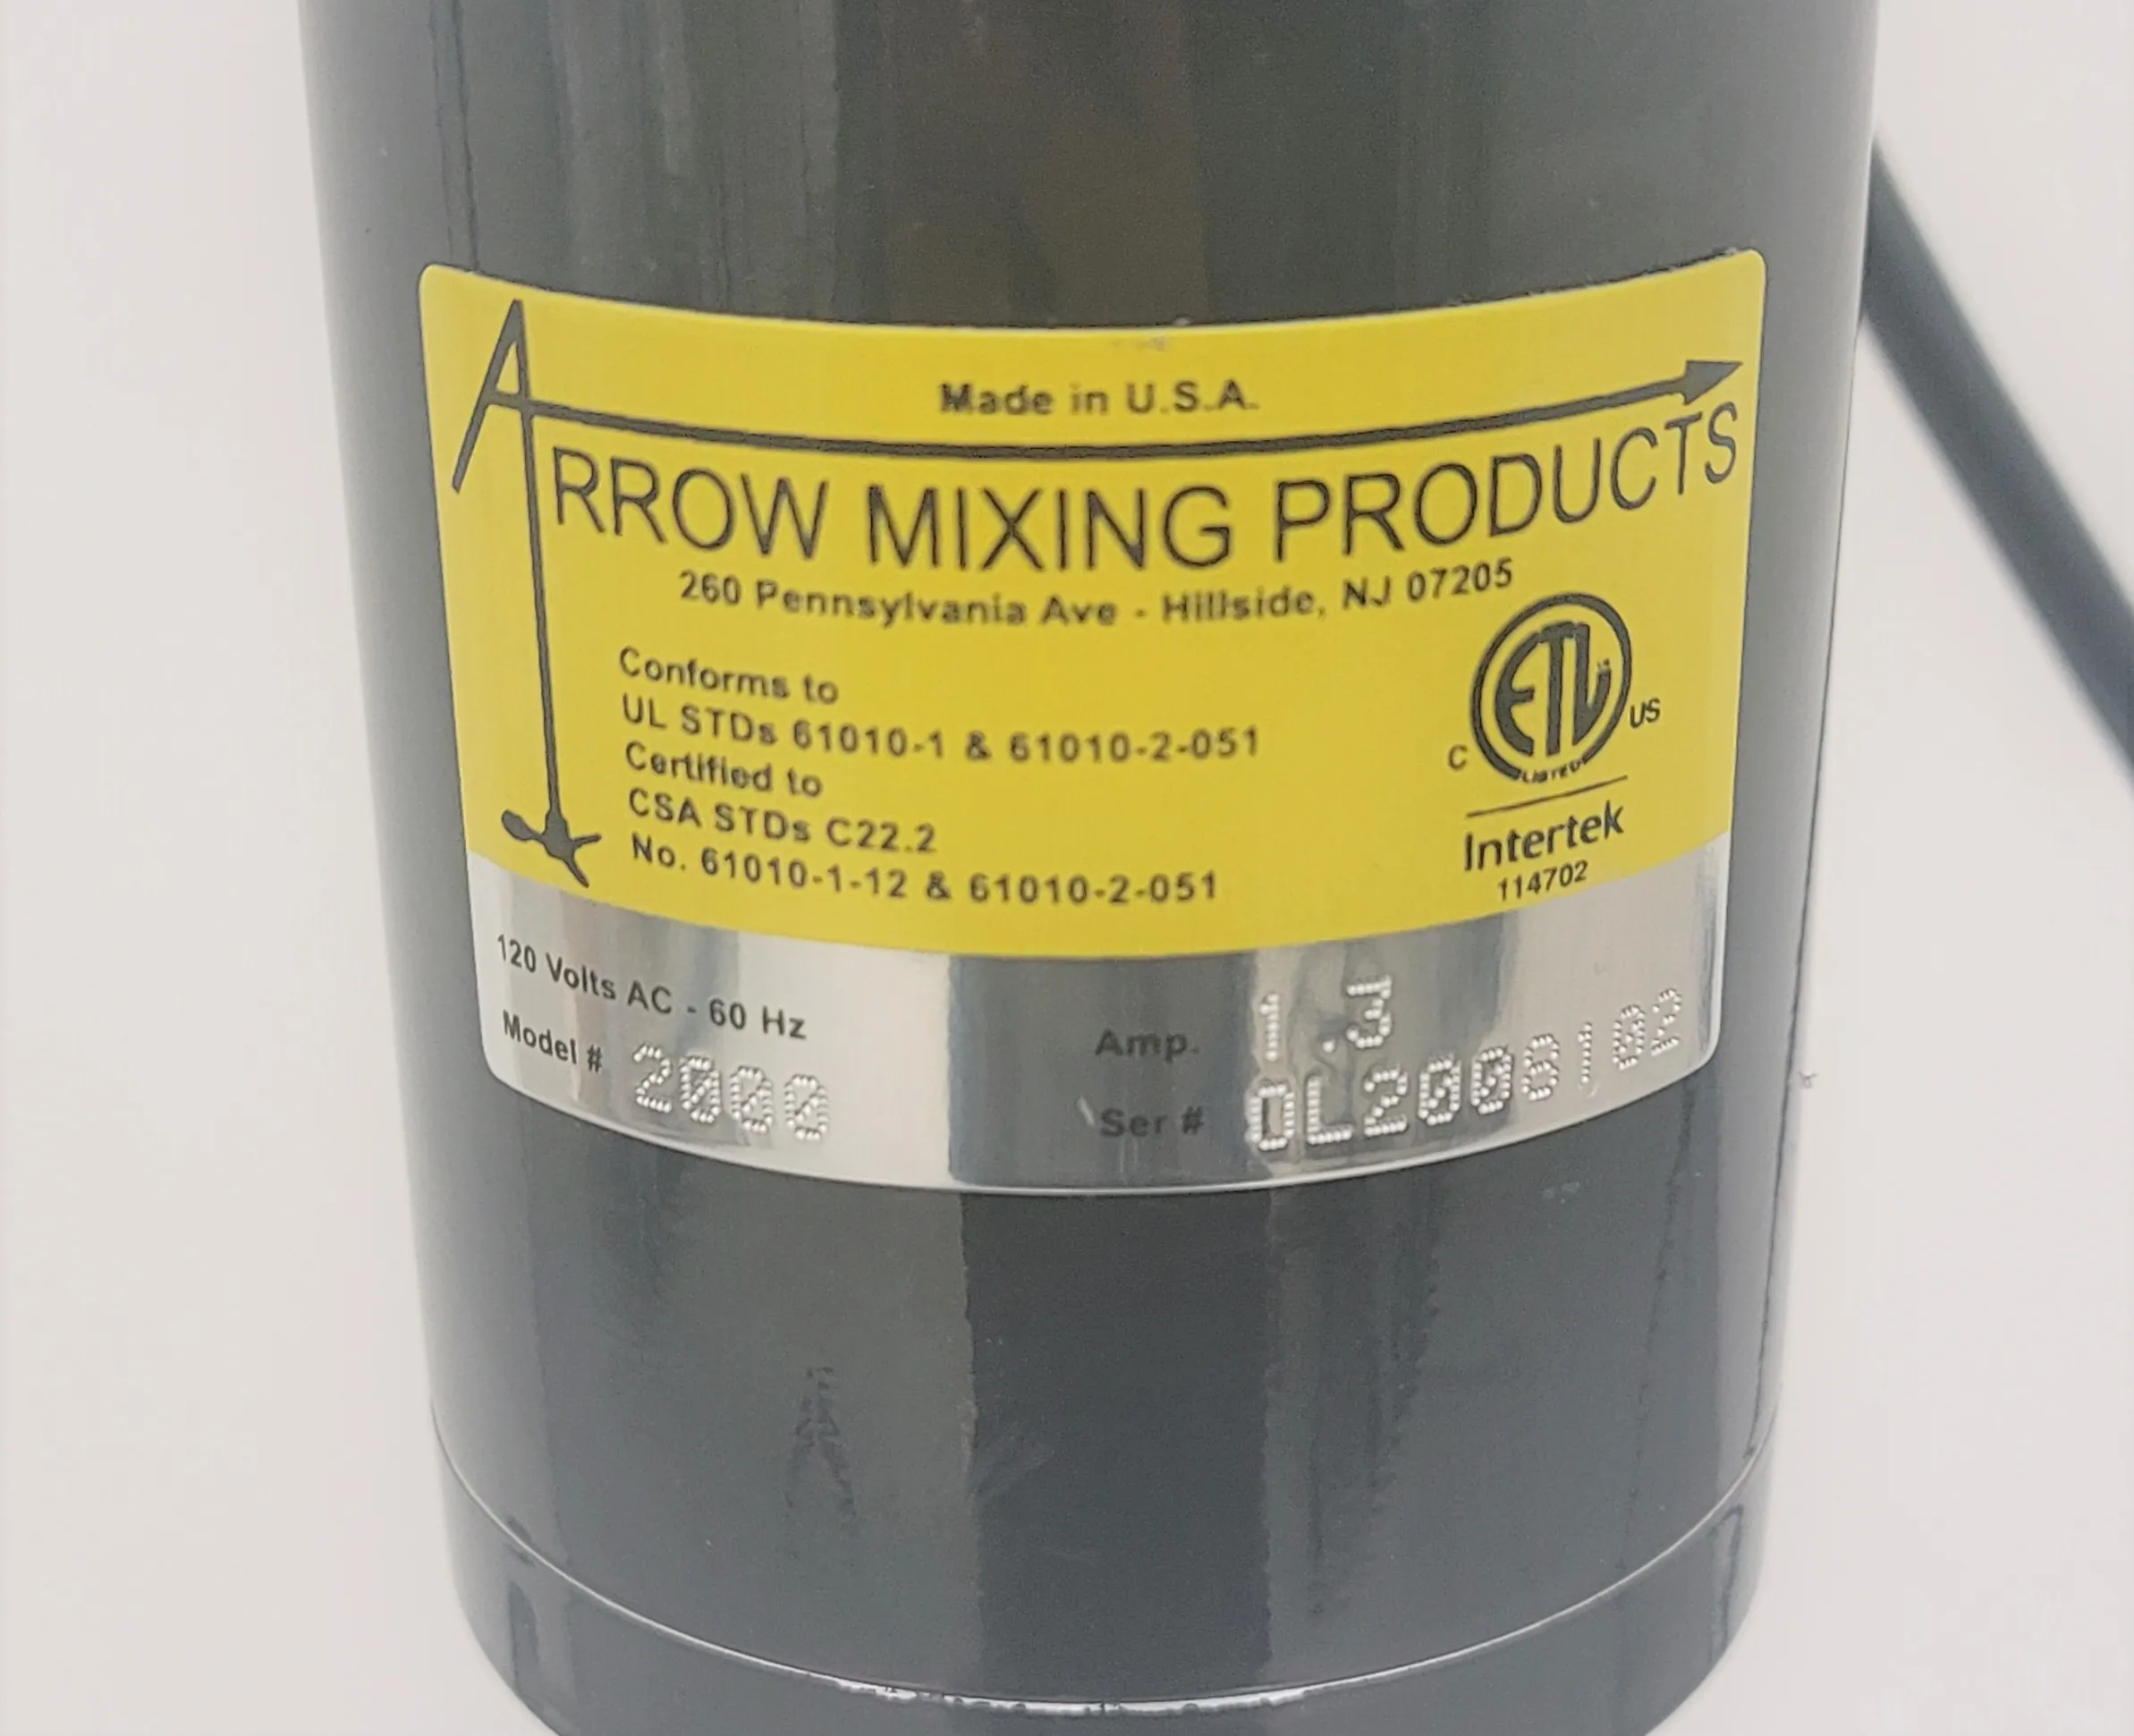 Made in U.S.A.
ARROW MIXING PRODUCTS
260 Pennsylvania Ave - Hillside, NJ 07205
Conforms to
UL STDs 61010-1 & 61010-2-051
Certified to
CSA STDs C22.2
No. 61010-1-12 & 61010-2-051
ETL
LISTED
C
US
Intertek
114702
120 Volts AC - 60 Hz
Amp. 1.3
Model # 2000
Ser # OL2008102